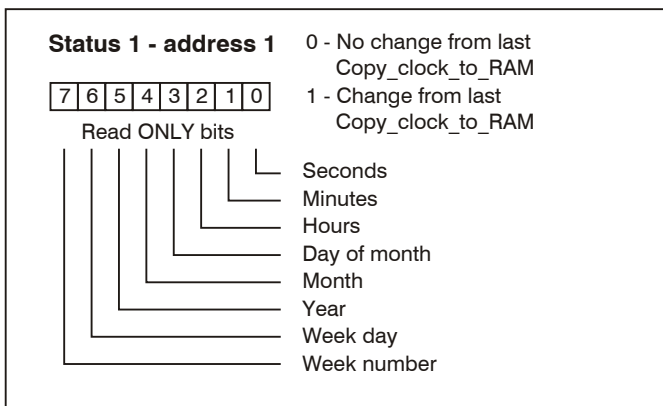 Status 1 - address 1
0 - No change from last
Copy_clock_to_RAM
1 - Change from last
Copy_clock_to_RAM
7 6 5 4 3 2 1 0
Read ONLY bits
Seconds
Minutes
Hours
Day of month
Month
Year
Week day
Week number